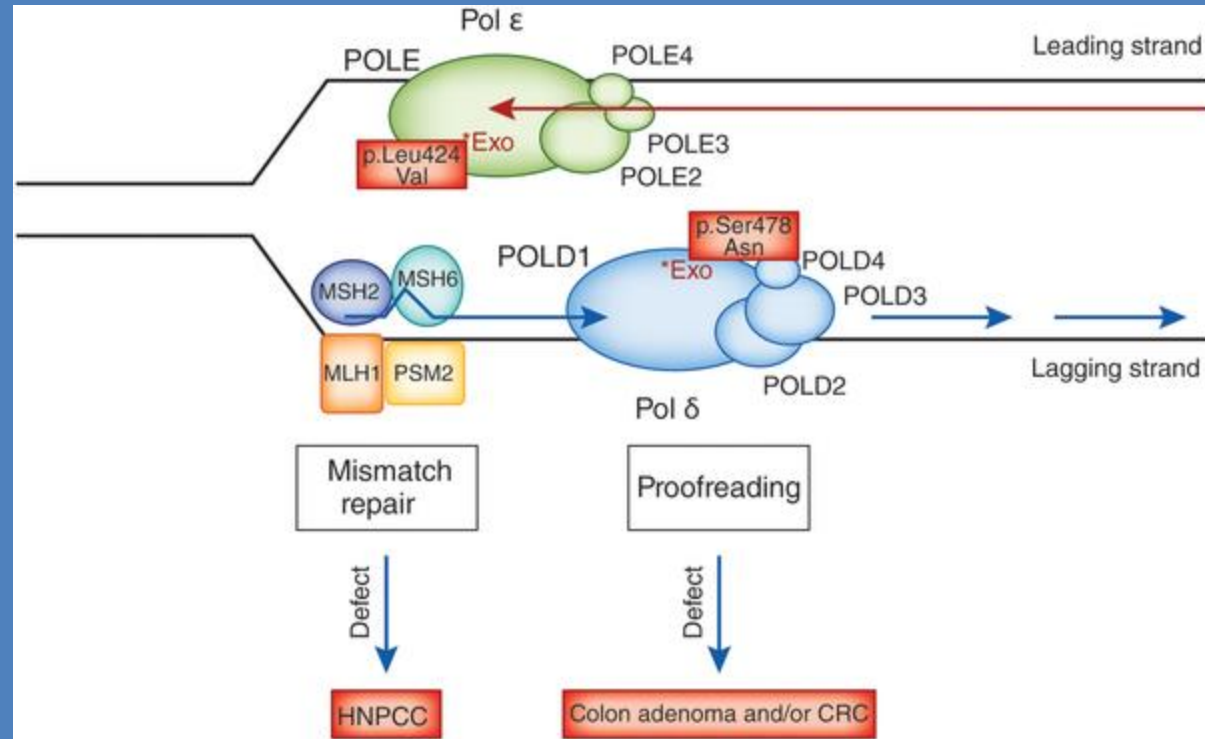 Pol ε
POLE
POLE4
Leading strand
*Exo
POLE3
p.Leu424
Val
POLE2
p.Ser478
Asn
POLD1
*Exo
POLD4
MSH2
MSH6
POLD3
MLH1
PSM2
POLD2
Lagging strand
Pol δ
Mismatch
repair
Proofreading
Defect
Defect
HNPCC
Colon adenoma and/or CRC